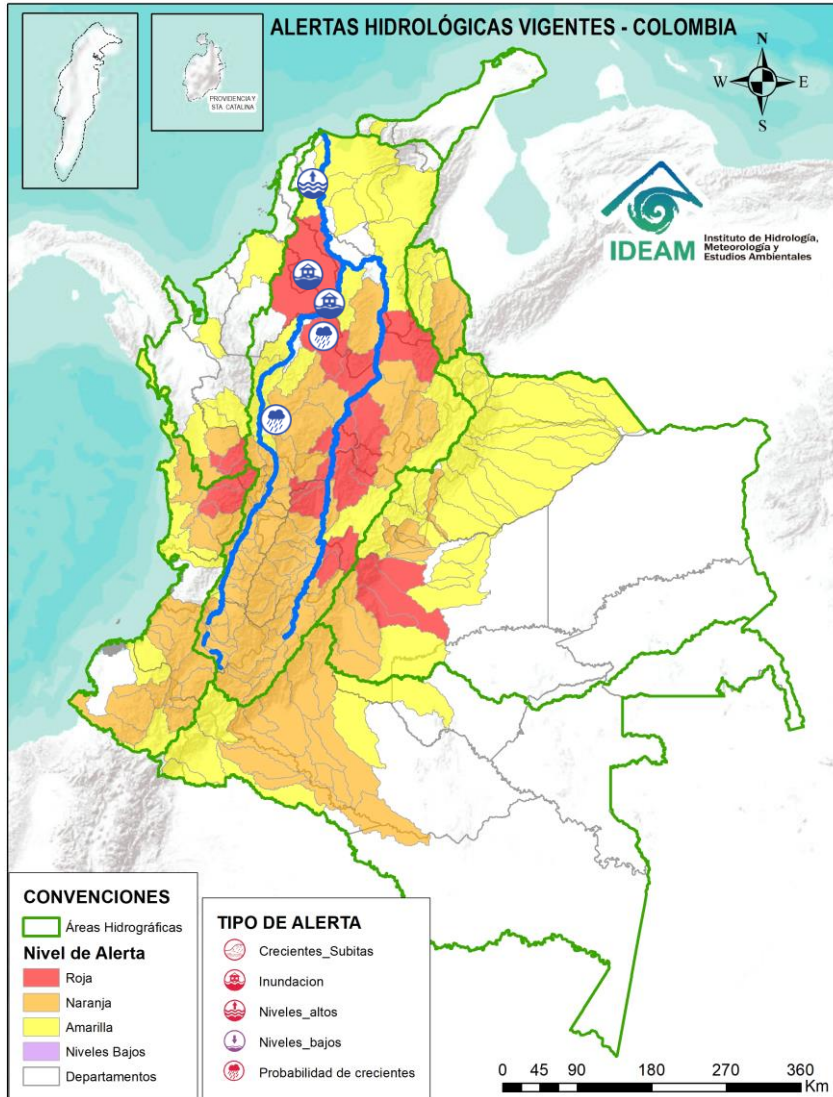 ALERTAS HIDROLÓGICAS VIGENTES - COLOMBIA
PROVIDENCIA Y
STA. CATALINA
N
W
E
S
IDEAM
Instituto de Hidrología,
Meteorología y
Estudios Ambientales
CONVENCIONES
Áreas Hidrográficas
Nivel de Alerta
Roja
Naranja
Amarilla
Niveles Bajos
Departamentos
TIPO DE ALERTA
Crecientes_Subitas
Inundacion
Niveles_altos
Niveles_bajos
Probabilidad de crecientes
0 45 90 180 270 360
Km